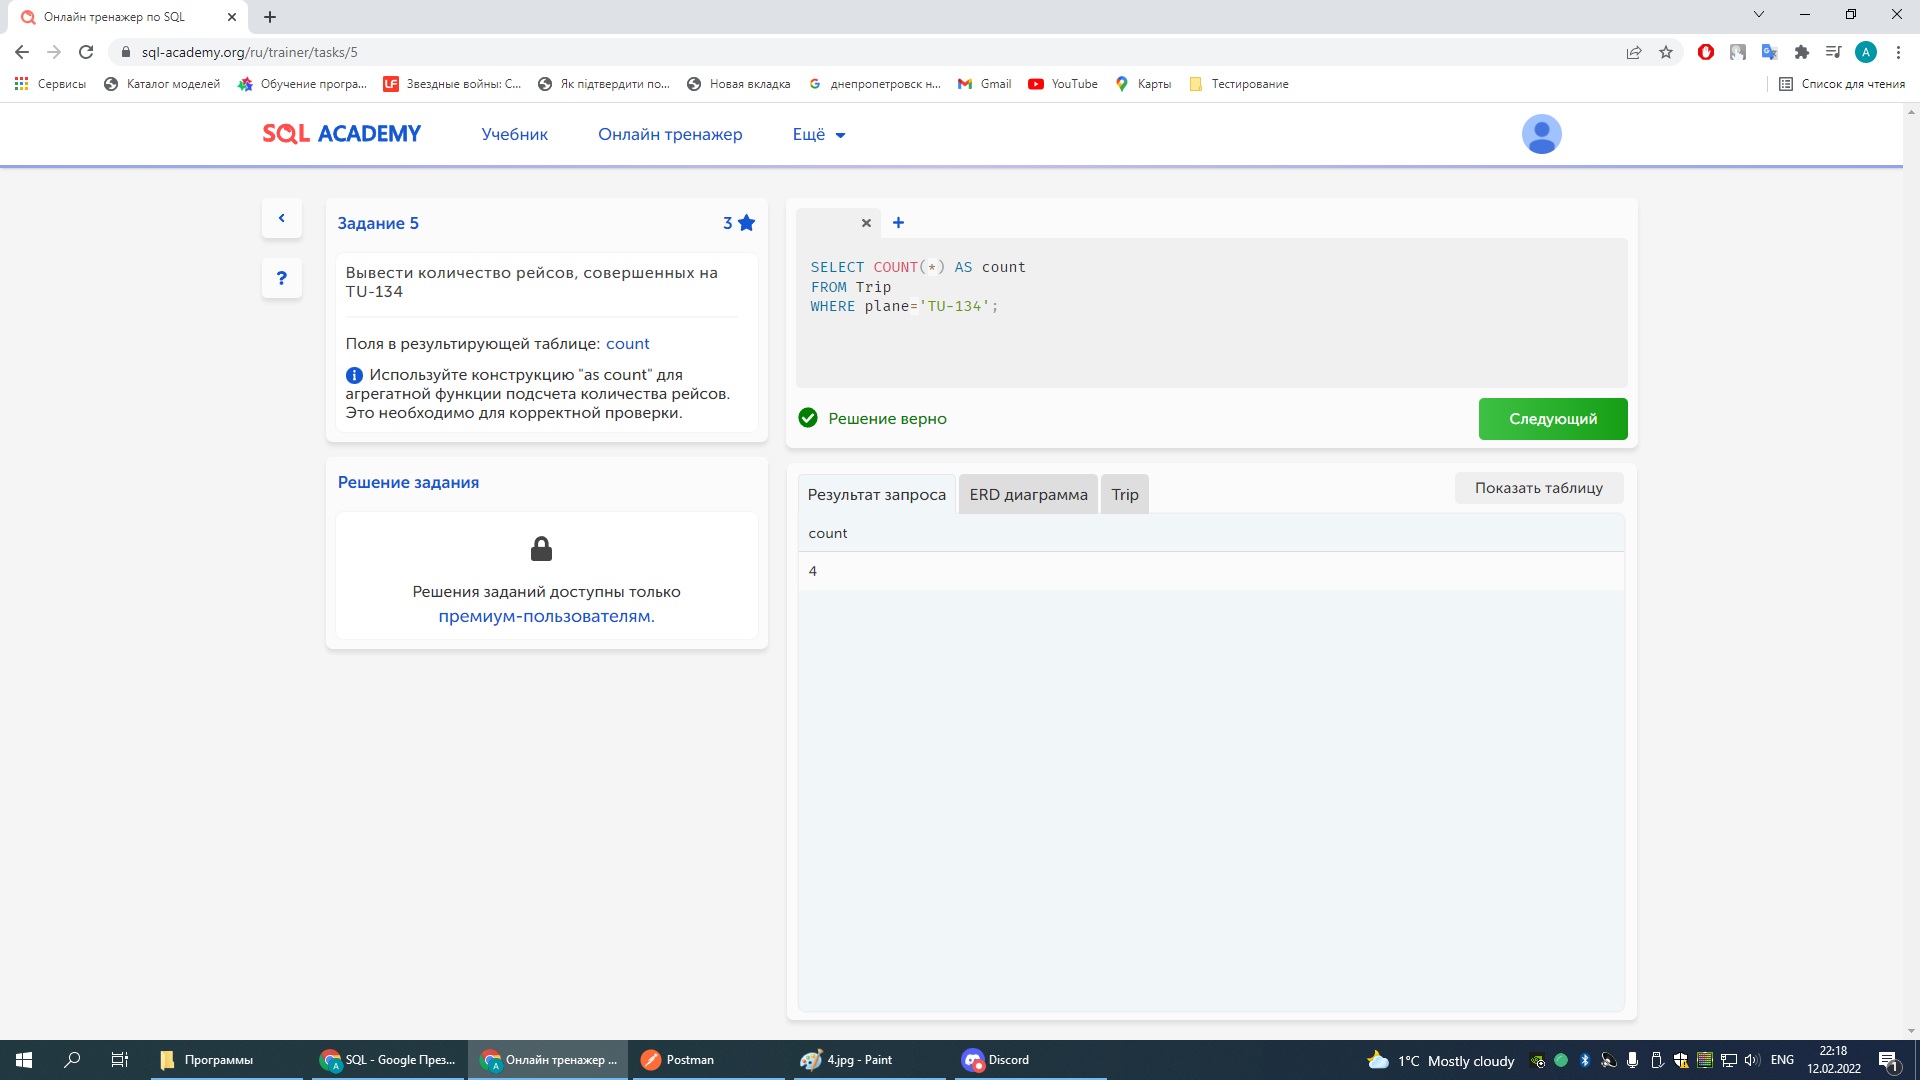 Онлайн тренажер по SQL
sql-academy.org/ru/trainer/tasks/5
A
Сервисы
Каталог моделей
Обучение програ...
LF Звездные войны: С...
Як підтвердити по...
Новая вкладка
днепропетровск н...
Gmail
YouTube
Карты
Тестирование
Список для чтения
SQL ACADEMY
Учебник
Онлайн тренажер
Ещё
Задание 5
3
?
Вывести количество рейсов, совершенных на
TU-134
Поля в результирующей таблице: count
Используйте конструкцию "as count" для
агрегатной функции подсчета количества рейсов.
Это необходимо для корректной проверки.
Решение задания
Решения заданий доступны только
премиум-пользователям.
SELECT COUNT(*) AS count
FROM Trip
WHERE plane='TU-134';
Решение верно
Следующий
Результат запроса
ERD диаграмма
Trip
Показать таблицу
count
4
Программы
SQL - Google През...
Онлайн тренажер ...
Postman
4.jpg - Paint
Discord
1°C Mostly cloudy
ENG
22:18
12.02.2022
1